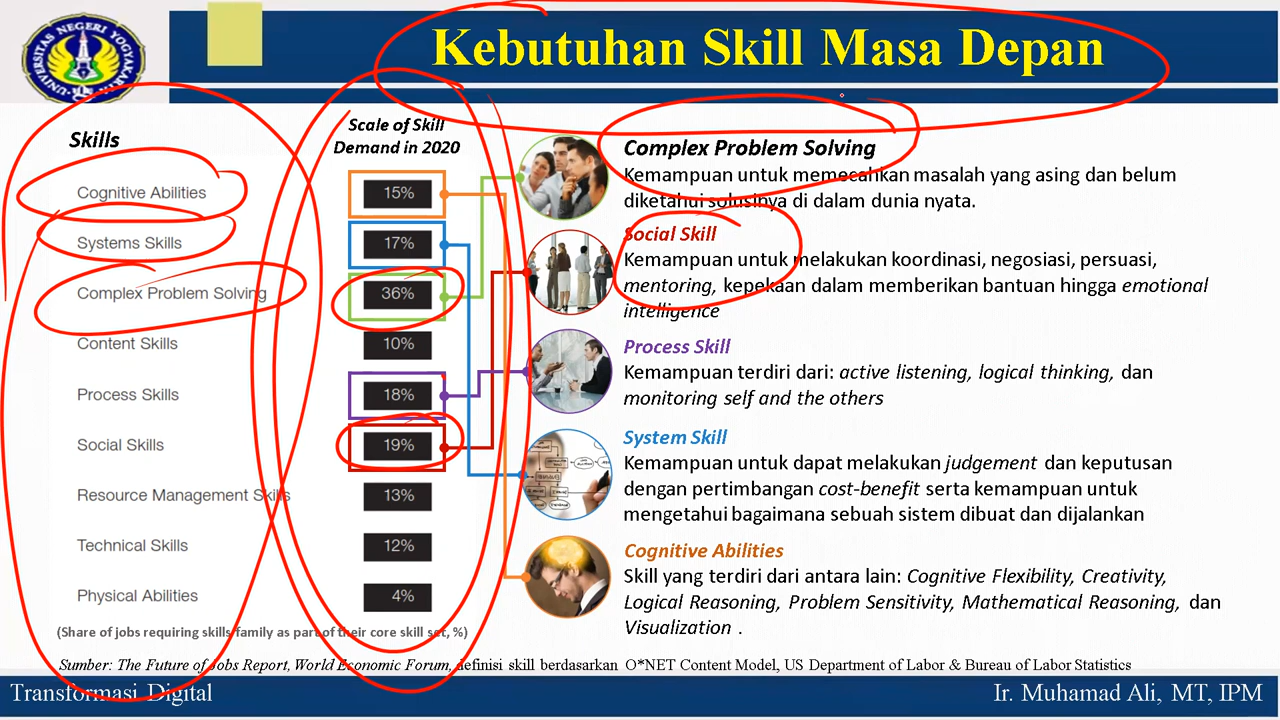 UNIVERSITAS NEGERI YOGYAKARTA
Kebutuhan Skill Masa Depan
Skills
Scale of Skill
Demand in 2020
Cognitive Abilities 15%
Systems Skills 17%
Complex Problem Solving 36%
Content Skills 10%
Process Skills 18%
Social Skills 19%
Resource Management Skills 13%
Technical Skills 12%
Physical Abilities 4%
(Share of jobs requiring skills family as part of their core skill set, %)
Complex Problem Solving
Kemampuan untuk memecahkan masalah yang asing dan belum
diketahui solusinya di dalam dunia nyata.
Social Skill
Kemampuan untuk melakukan koordinasi, negosiasi, persuasi,
mentoring, kepekaan dalam memberikan bantuan hingga emotional
intelligence
Process Skill
Kemampuan terdiri dari: active listening, logical thinking, dan
monitoring self and the others
System Skill
Kemampuan untuk dapat melakukan judgement dan keputusan
dengan pertimbangan cost-benefit serta kemampuan untuk
mengetahui bagaimana sebuah sistem dibuat dan dijalankan
Cognitive Abilities
Skill yang terdiri dari antara lain: Cognitive Flexibility, Creativity,
Logical Reasoning, Problem Sensitivity, Mathematical Reasoning, dan
Visualization .
Sumber: The Future of Jobs Report, World Economic Forum, definisi skill berdasarkan O*NET Content Model, US Department of Labor & Bureau of Labor Statistics
Transformasi Digital
Ir. Muhamad Ali, MT, IPM